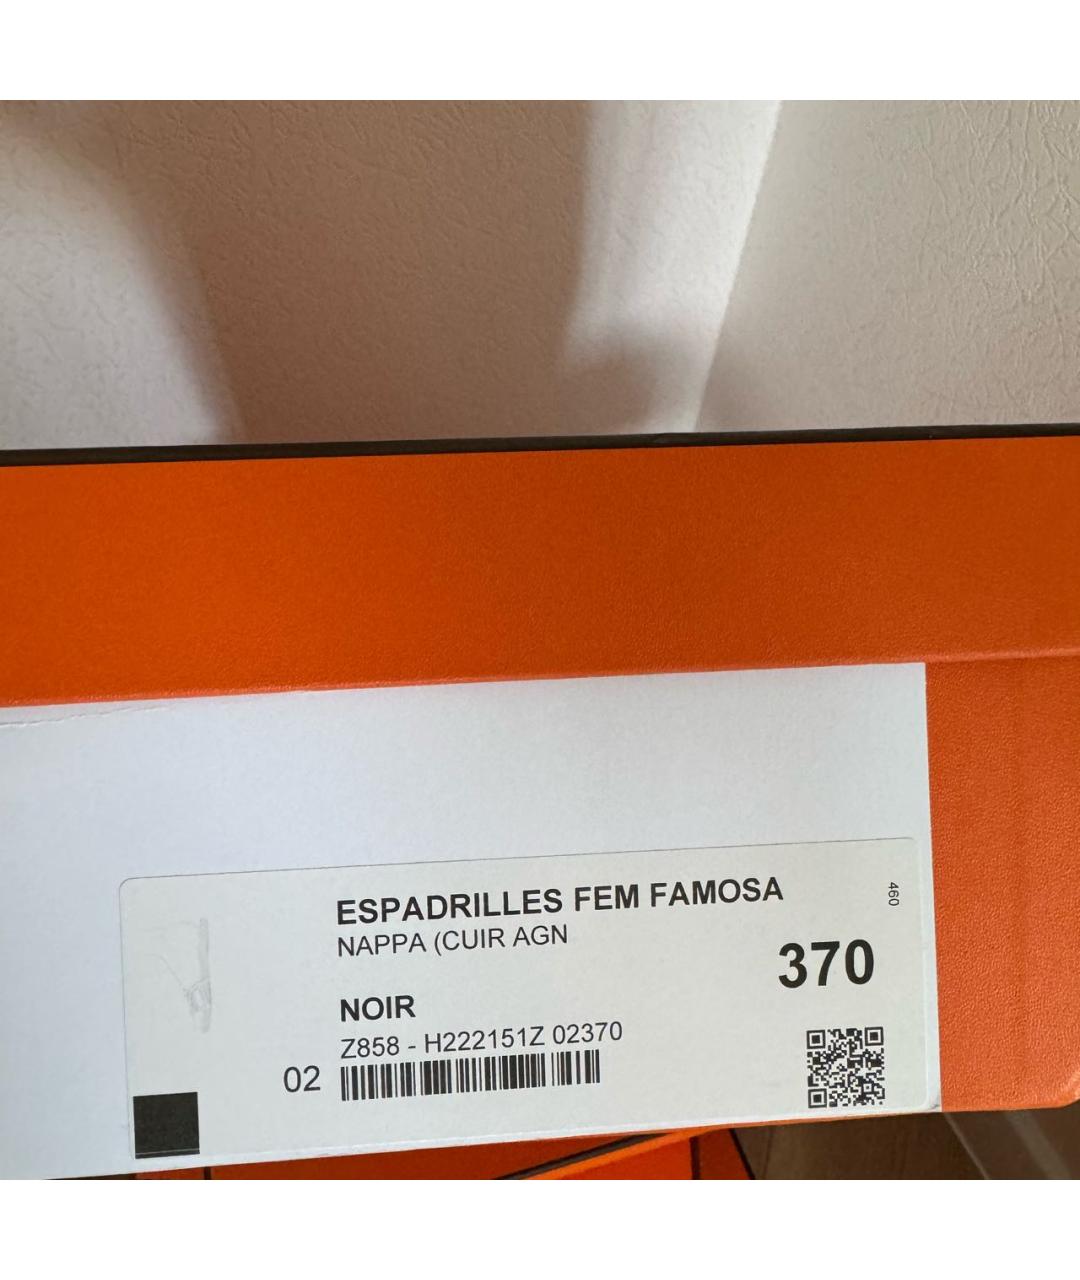 ESPADRILLES FEM FAMOSA
460
NAPPA (CUIR AGN
370
NOIR
Z858 - H222151Z 02370
02